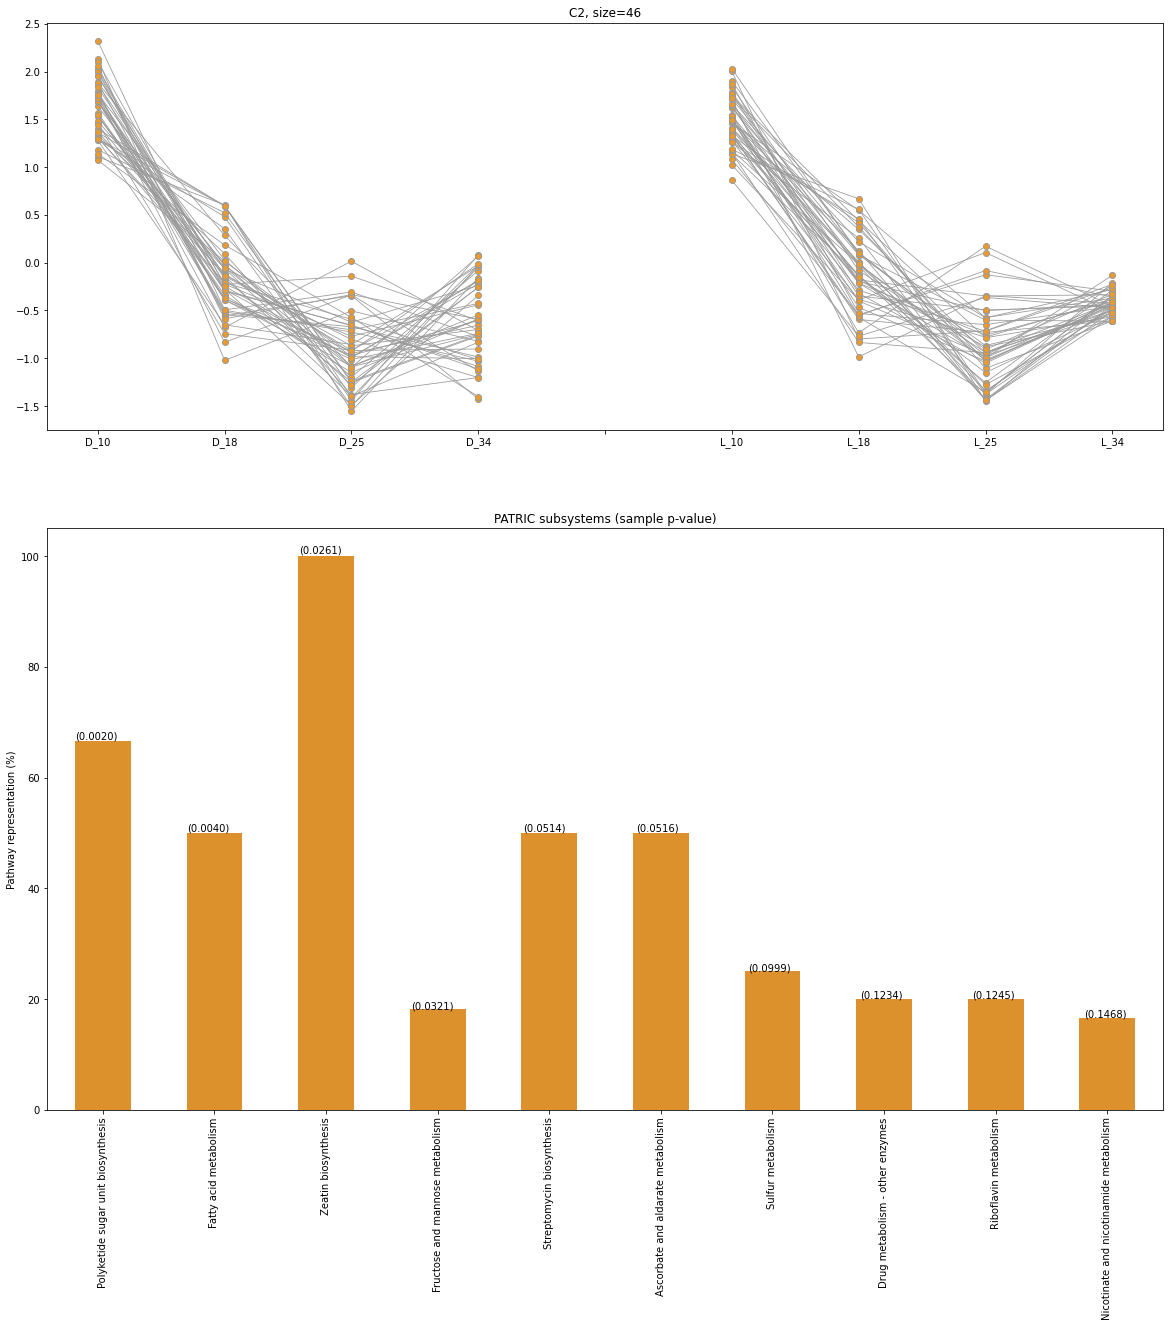 C2, size=46
2.5
2.0
1.5
1.0
0.5
0.0
−0.5
−1.0
−1.5
D_10
D_18
D_25
D_34
L_10
L_18
L_25
L_34
PATRIC subsystems (sample p-value)
Pathway representation (%)
100
80
60
40
20
0
(0.0020)
(0.0040)
(0.0261)
(0.0321)
(0.0514)
(0.0516)
(0.0999)
(0.1234)
(0.1245)
(0.1468)
Polyketide sugar unit biosynthesis
Fatty acid metabolism
Zeatin biosynthesis
Fructose and mannose metabolism
Streptomycin biosynthesis
Ascorbate and aldarate metabolism
Sulfur metabolism
Drug metabolism - other enzymes
Riboflavin metabolism
Nicotinate and nicotinamide metabolism